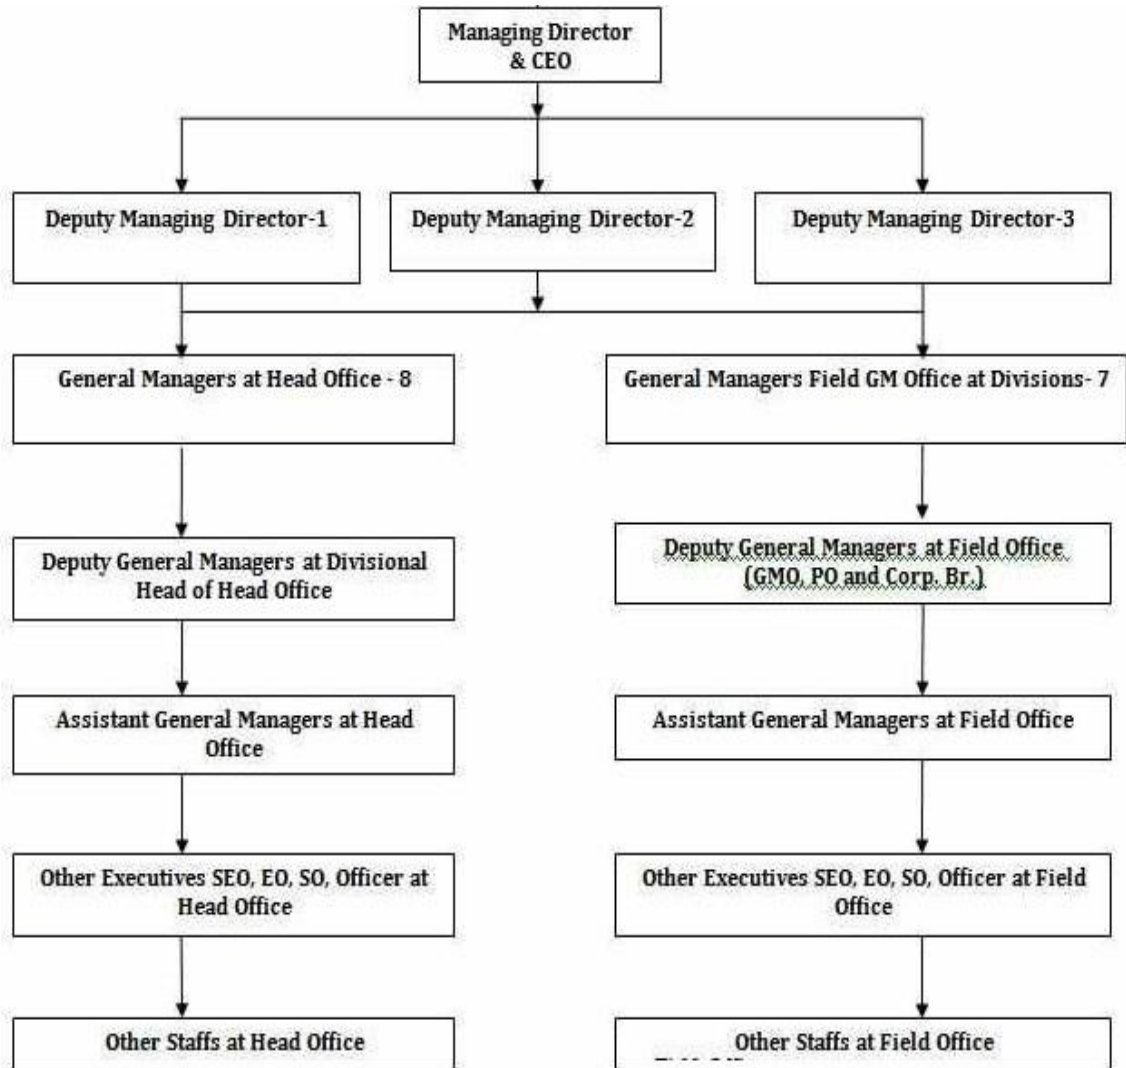 Managing Director
& CEO
Deputy Managing Director-1
Deputy Managing Director-2
Deputy Managing Director-3
General Managers at Head Office - 8
General Managers Field GM Office at Divisions- 7
Deputy General Managers at Divisional
Head of Head Office
Deputy General Managers at Field Office
(GMO, PO and Corp. Br.)
Assistant General Managers at Head
Office
Assistant General Managers at Field Office
Other Executives SEO, EO, SO, Officer at
Head Office
Other Executives SEO, EO, SO, Officer at Field
Office
Other Staffs at Head Office
Other Staffs at Field Office